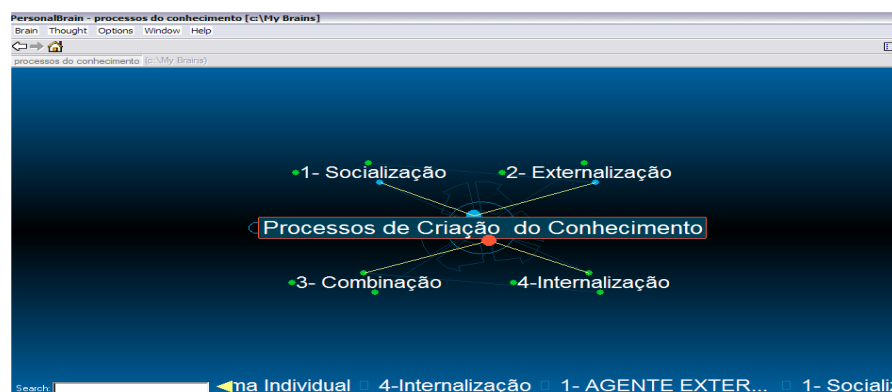 PersonalBrain - processos do conhecimento [c:\My Brains]
Brain Thought Options Window Help
processos do conhecimento (c:\My Brains)
1- Socialização 2- Externalização
Processos de Criação do Conhecimento
3- Combinação 4-Internalização
Search: ma Individual 4-Internalização 1- AGENTE EXTER... 1- Sociali